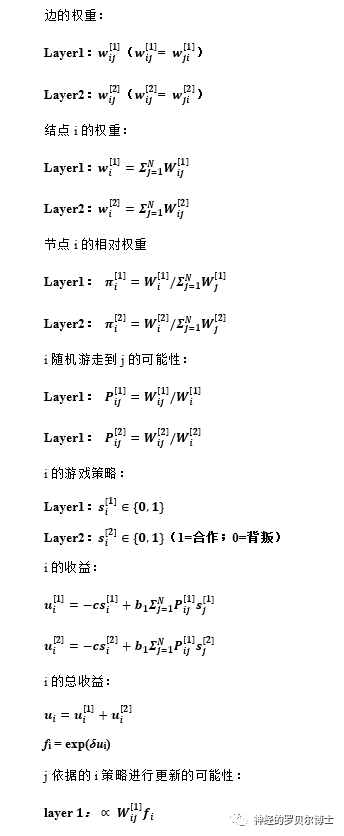 边的权重:
Layer1: $w_{ij}^{[1]}$ ($w_{ij}^{[1]}= w_{ji}^{[1]}$)
Layer2: $w_{ij}^{[2]}$ ($w_{ij}^{[2]}= w_{ji}^{[2]}$)
结点 i 的权重:
Layer1: $w_i^{[1]} = \Sigma_{j=1}^{N} W_{ij}^{[1]}$
Layer2: $w_i^{[2]} = \Sigma_{j=1}^{N} W_{ij}^{[2]}$
节点 i 的相对权重
Layer1: $\pi_i^{[1]} = W_i^{[1]}/\Sigma_{j=1}^{N} W_j^{[1]}$
Layer2: $\pi_i^{[2]} = W_i^{[2]}/\Sigma_{j=1}^{N} W_j^{[2]}$
i 随机游走到 j 的可能性:
Layer1: $P_{ij}^{[1]} = W_{ij}^{[1]}/W_i^{[1]}$
Layer1: $P_{ij}^{[2]} = W_{ij}^{[2]}/W_i^{[2]}$
i 的游戏策略:
Layer1: $s_i^{[1]} \in \{0, 1\}$
Layer2: $s_i^{[2]} \in \{0, 1\}$ (1=合作; 0=背叛)
i 的收益:
$u_i^{[1]} = -cs_i^{[1]} + b_1\Sigma_{j=1}^{N} P_{ij}^{[1]} s_j^{[1]}$
$u_i^{[2]} = -cs_i^{[2]} + b_1\Sigma_{j=1}^{N} P_{ij}^{[2]} s_j^{[2]}$
i 的总收益:
$u_i = u_i^{[1]} + u_i^{[2]}$
$f_i$ = exp($\delta u_i$)
j 依据的 i 策略进行更新的可能性:
layer 1: $\propto W_{ij}^{[1]} f_i$
神经的罗贝尔博士